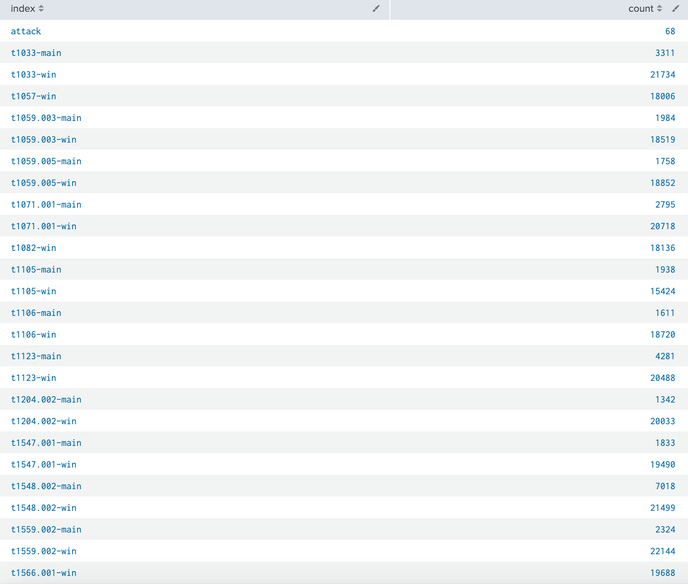 index count
attack 68
t1033-main 3311
t1033-win 21734
t1057-win 18006
t1059.003-main 1984
t1059.003-win 18519
t1059.005-main 1758
t1059.005-win 18852
t1071.001-main 2795
t1071.001-win 20718
t1082-win 18136
t1105-main 1938
t1105-win 15424
t1106-main 1611
t1106-win 18720
t1123-main 4281
t1123-win 20488
t1204.002-main 1342
t1204.002-win 20033
t1547.001-main 1833
t1547.001-win 19490
t1548.002-main 7018
t1548.002-win 21499
t1559.002-main 2324
t1559.002-win 22144
t1566.001-win 19688